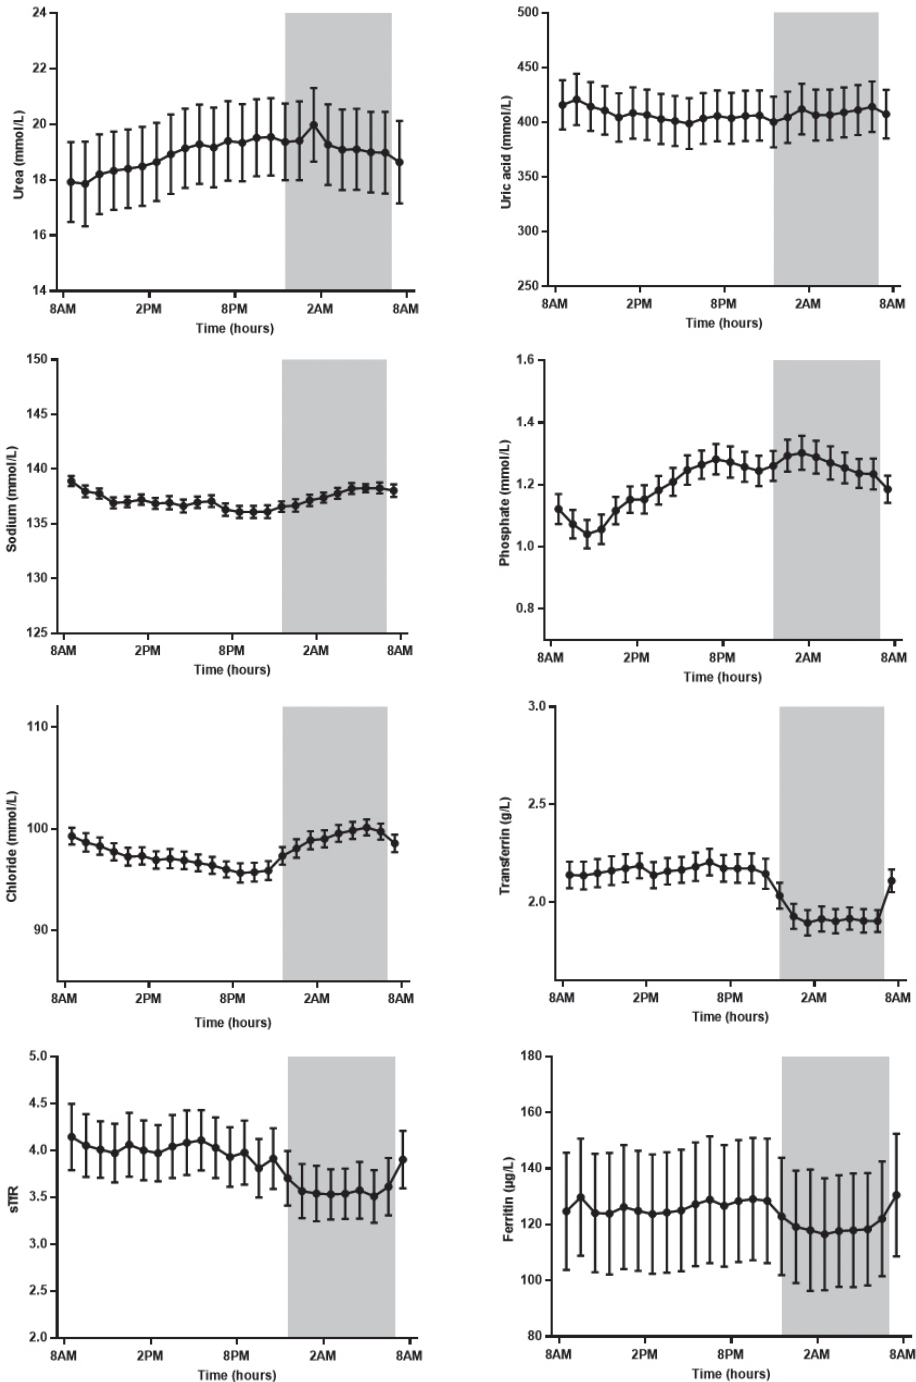 24
22
20
18
16
14
Urea (mmol/L)
8AM 2PM 8PM 2AM 8AM
Time (hours)
500
450
400
350
300
250
Uric acid (mmol/L)
8AM 2PM 8PM 2AM 8AM
Time (hours)
150
145
140
135
130
125
Sodium (mmol/L)
8AM 2PM 8PM 2AM 8AM
Time (hours)
1.6
1.4
1.2
1.0
0.8
Phosphate (mmol/L)
8AM 2PM 8PM 2AM 8AM
Time (hours)
110
100
90
Chloride (mmol/L)
8AM 2PM 8PM 2AM 8AM
Time (hours)
3.0
2.5
2.0
Transferrin (g/L)
8AM 2PM 8PM 2AM 8AM
Time (hours)
5.0
4.5
4.0
3.5
3.0
2.5
2.0
sTfR
8AM 2PM 8PM 2AM 8AM
Time (hours)
180
160
140
120
100
80
Ferritin (µg/L)
8AM 2PM 8PM 2AM 8AM
Time (hours)